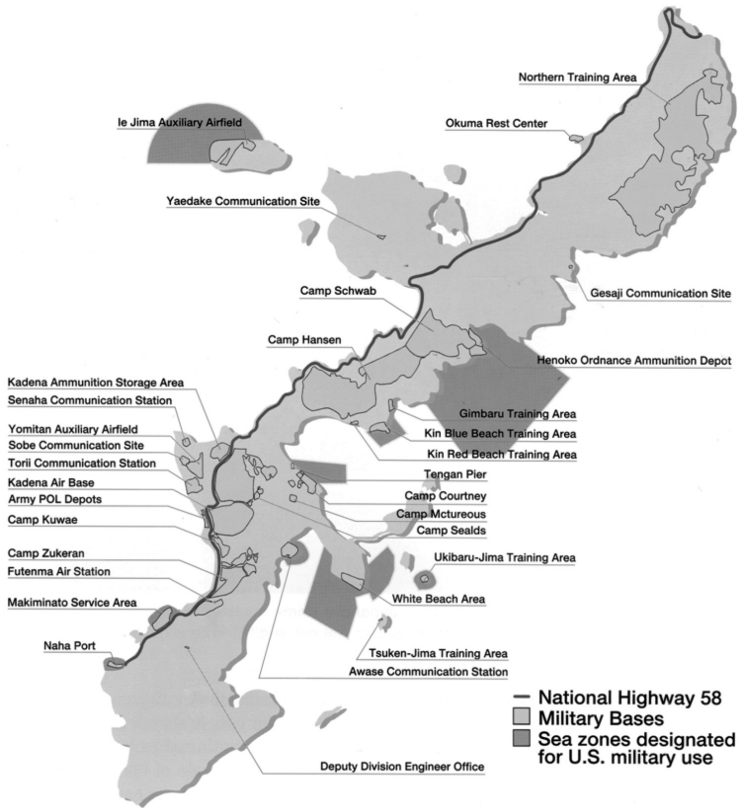 Northern Training Area
Ie Jima Auxiliary Airfield
Okuma Rest Center
Yaedake Communication Site
Camp Schwab
Gesaji Communication Site
Camp Hansen
Henoko Ordnance Ammunition Depot
Kadena Ammunition Storage Area
Senaha Communication Station
Gimbaru Training Area
Yomitan Auxiliary Airfield
Kin Blue Beach Training Area
Sobe Communication Site
Kin Red Beach Training Area
Torii Communication Station
Tengan Pier
Kadena Air Base
Camp Courtney
Army POL Depots
Camp Mctureous
Camp Kuwae
Camp Sealds
Camp Zukeran
Ukibaru-Jima Training Area
Futenma Air Station
White Beach Area
Makiminato Service Area
Naha Port
Tsuken-Jima Training Area
Awase Communication Station
National Highway 58
Military Bases
Sea zones designated
for U.S. military use
Deputy Division Engineer Office